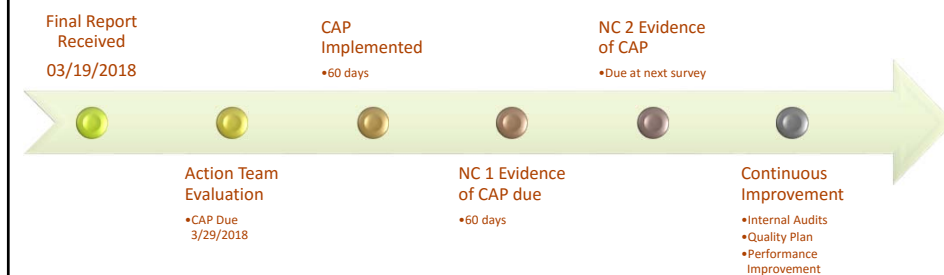 Final Report
Received
03/19/2018
Action Team
Evaluation
•CAP Due
3/29/2018
CAP
Implemented
•60 days
NC 1 Evidence
of CAP due
•60 days
NC 2 Evidence
of CAP
•Due at next survey
Continuous
Improvement
•Internal Audits
•Quality Plan
•Performance
Improvement